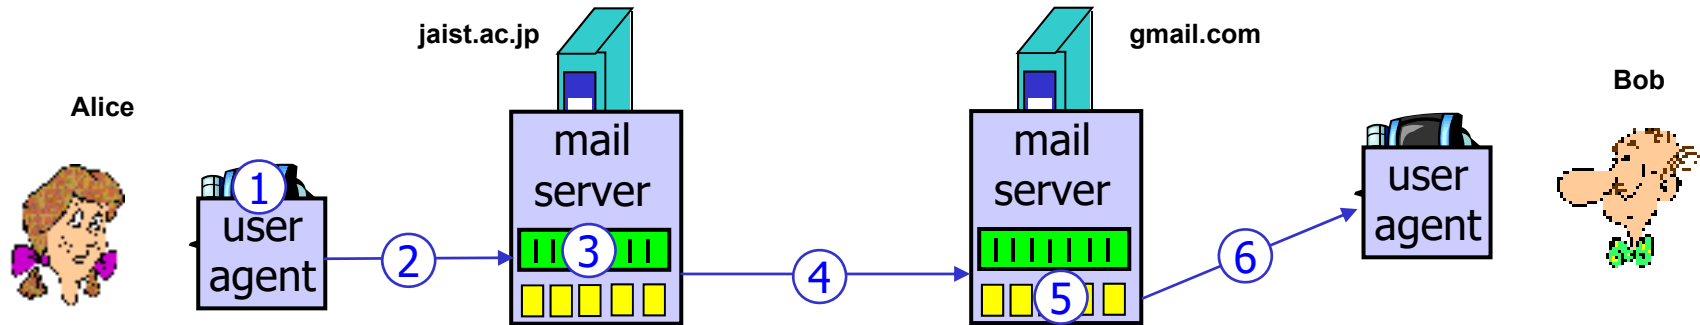 jaist.ac.jp
gmail.com
Alice
Bob
mail
server
mail
server
user
agent
user
agent
1
2
3
4
5
6